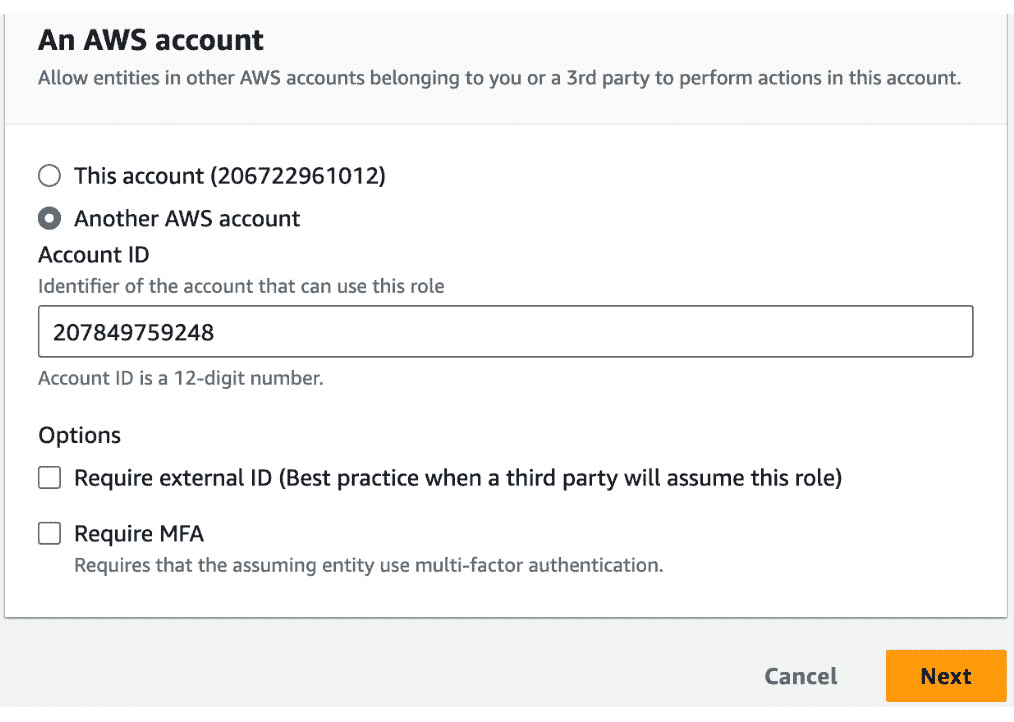 An AWS account
Allow entities in other AWS accounts belonging to you or a 3rd party to perform actions in this account.
This account (206722961012)
Another AWS account
Account ID
Identifier of the account that can use this role
207849759248
Account ID is a 12-digit number.
Options
Require external ID (Best practice when a third party will assume this role)
Require MFA
Requires that the assuming entity use multi-factor authentication.
Cancel
Next